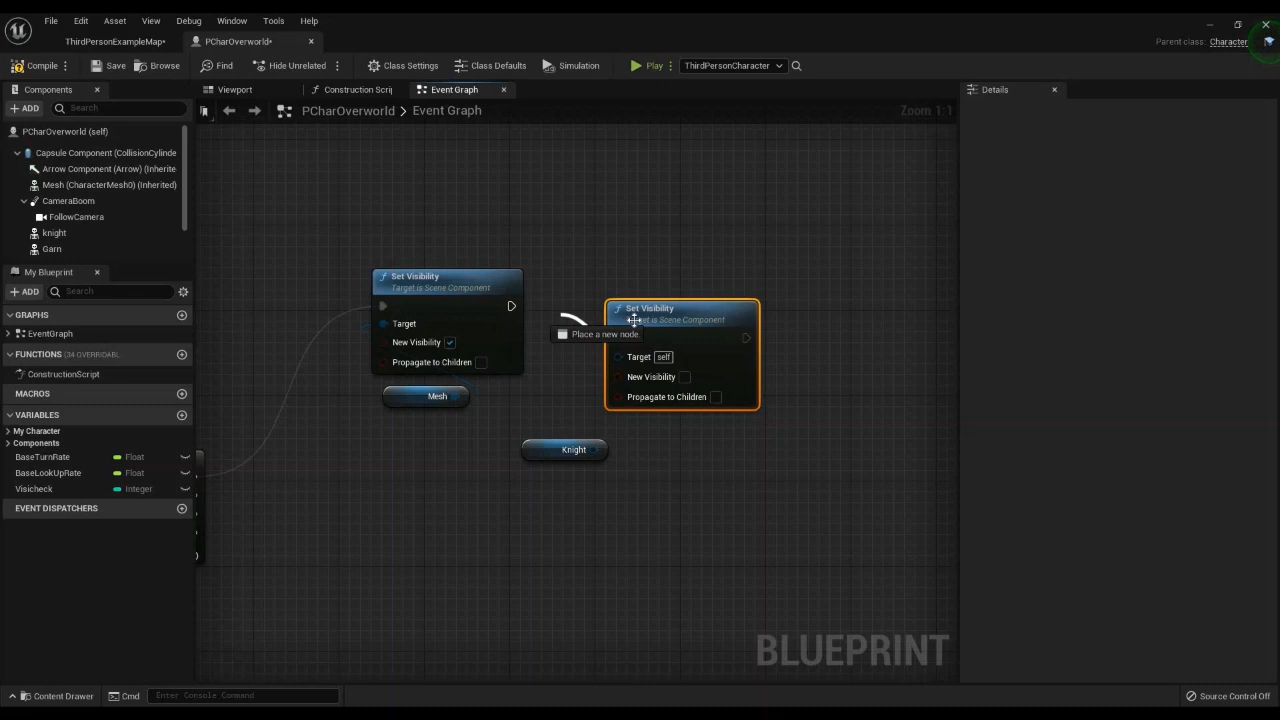 File Edit Asset View Window Debug Tools Help
ThirdPersonExampleMap*
PCharOverworld*
Parent class: Character
Compile
Save
Browse
Find
Hide Unrelated
Class Settings
Class Defaults
Simulation
Play
ThirdPersonCharacter
Components
Viewport
Construction Scrip
Event Graph
Details
ADD
Search
PCharOverworld > Event Graph
Zoom 1:1
PCharOverworld (self)
Capsule Component (CollisionCylinde
Arrow Component (Arrow) (Inherite
Mesh (CharacterMesh0) (Inherited)
CameraBoom
FollowCamera
knight
Garn
My Blueprint
ADD
Search
GRAPHS
EventGraph
FUNCTIONS (34 OVERRIDABL
ConstructionScript
MACROS
VARIABLES
My Character
Components
BaseTurnRate Float
BaseLookUpRate Float
Visicheck Integer
EVENT DISPATCHERS
Set Visibility
Target is Scene Component
Target
New Visibility
Propagate to Children
Mesh
Set Visibility
get is Scene Component
Place a new node.
Target self
New Visibility
Propagate to Children
Knight
BLUEPRINT
Content Drawer
Cmd
Enter Console Command
Source Control Off